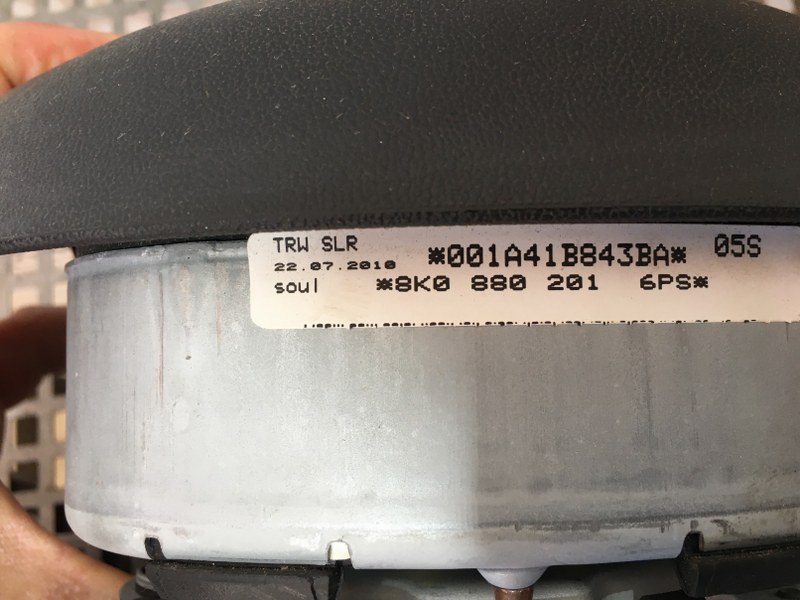 TRW SLR *001A41B843BA* 05S
22.07.2010
soul *8K0 880 201 6PS*